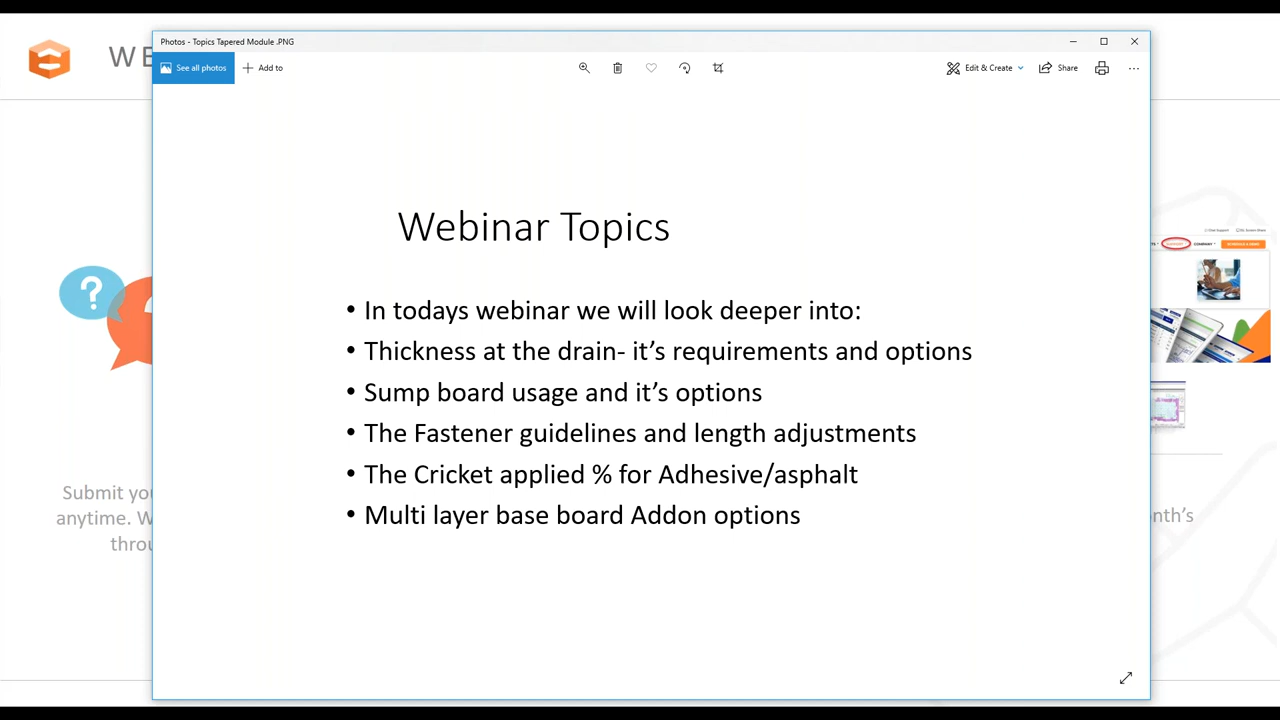 WE
Photos - Topics Tapered Module .PNG
See all photos
Add to
Edit & Create
Share
Webinar Topics
• In todays webinar we will look deeper into:
• Thickness at the drain- it's requirements and options
• Sump board usage and it's options
• The Fastener guidelines and length adjustments
• The Cricket applied % for Adhesive/asphalt
• Multi layer base board Addon options
?
Submit you
anytime. W
throu
COMPANY
nth's